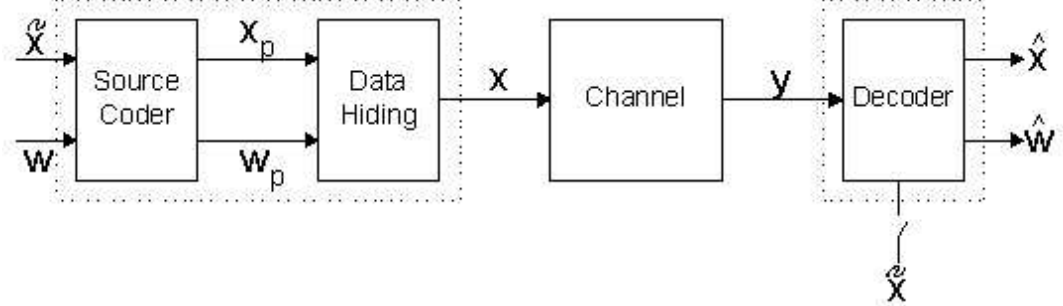 x̃ Source Coder x_p Data Hiding x Channel y Decoder x̂
w w_p ŵ
x̃